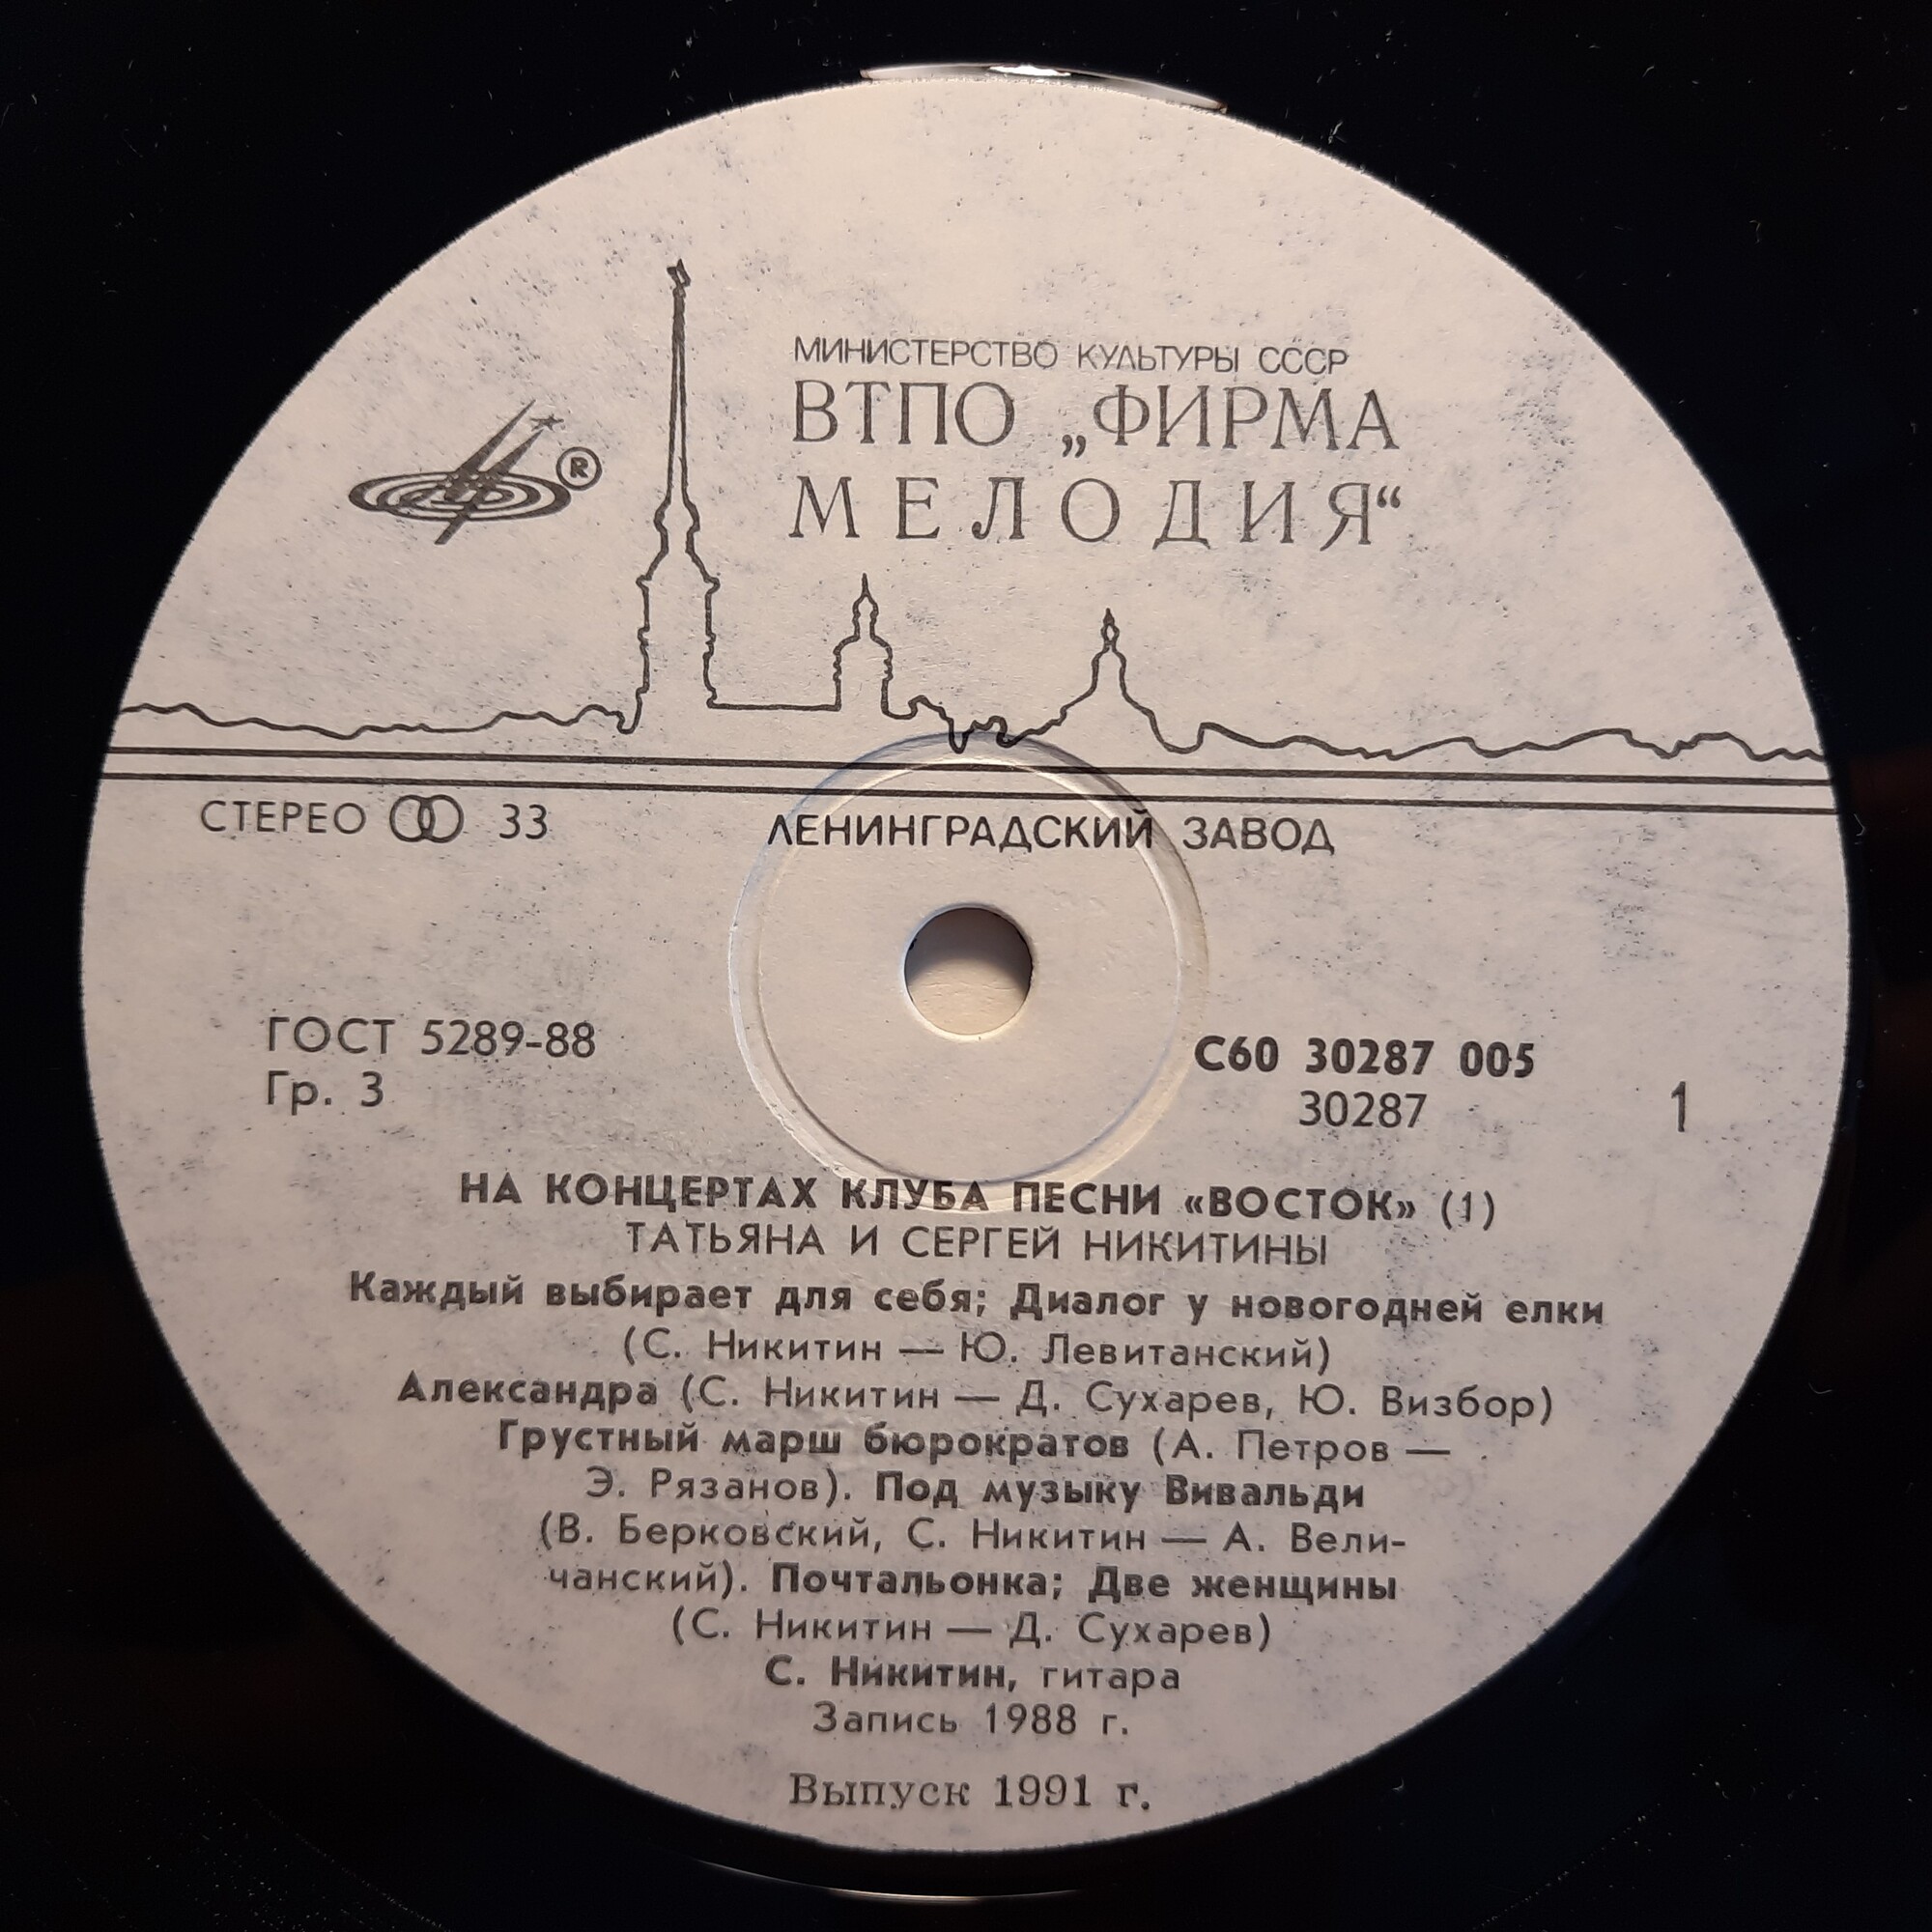 МИНИСТЕРСТВО КУЛЬТУРЫ СССР
ВТПО „ФИРМА
МЕЛОДИЯ“
®
СТЕРЕО 33
ЛЕНИНГРАДСКИЙ ЗАВОД
ГОСТ 5289-88
Гр. 3
С60 30287 005
30287
1
НА КОНЦЕРТАХ КЛУБА ПЕСНИ «ВОСТОК» (1)
ТАТЬЯНА И СЕРГЕЙ НИКИТИНЫ
Каждый выбирает для себя; Диалог у новогодней елки
(С. Никитин — Ю. Левитанский)
Александра (С. Никитин — Д. Сухарев, Ю. Визбор)
Грустный марш бюрократов (А. Петров —
Э. Рязанов). Под музыку Вивальди
(В. Берковский, С. Никитин — А. Вели-
чанский). Почтальонка; Две женщины
(С. Никитин — Д. Сухарев)
С. Никитин, гитара
Запись 1988 г.
Выпуск 1991 г.